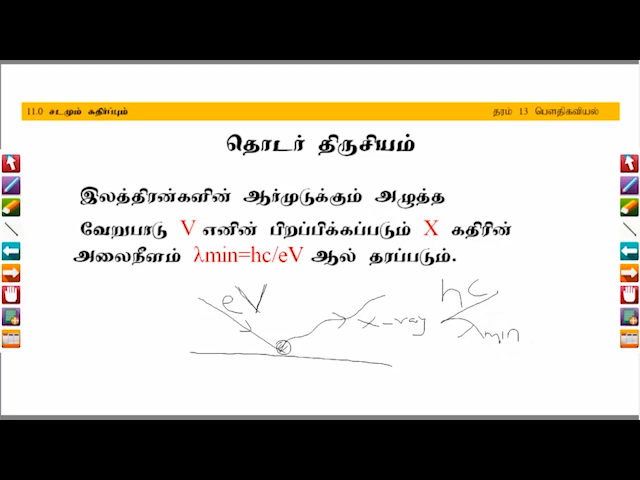 11.0 சடமும் கதிர்ப்பும்
தரம் 13 பௌதிகவியல்
தொடர் திருசியம்
இலத்திரன்களின் ஆர்முடுக்கும் அழுத்த
வேறுபாடு V எனின் பிறப்பிக்கப்படும் X கதிரின்
அலைநீளம் λmin=hc/eV ஆல் தரப்படும்.
eV
X-ray
hc
λmin